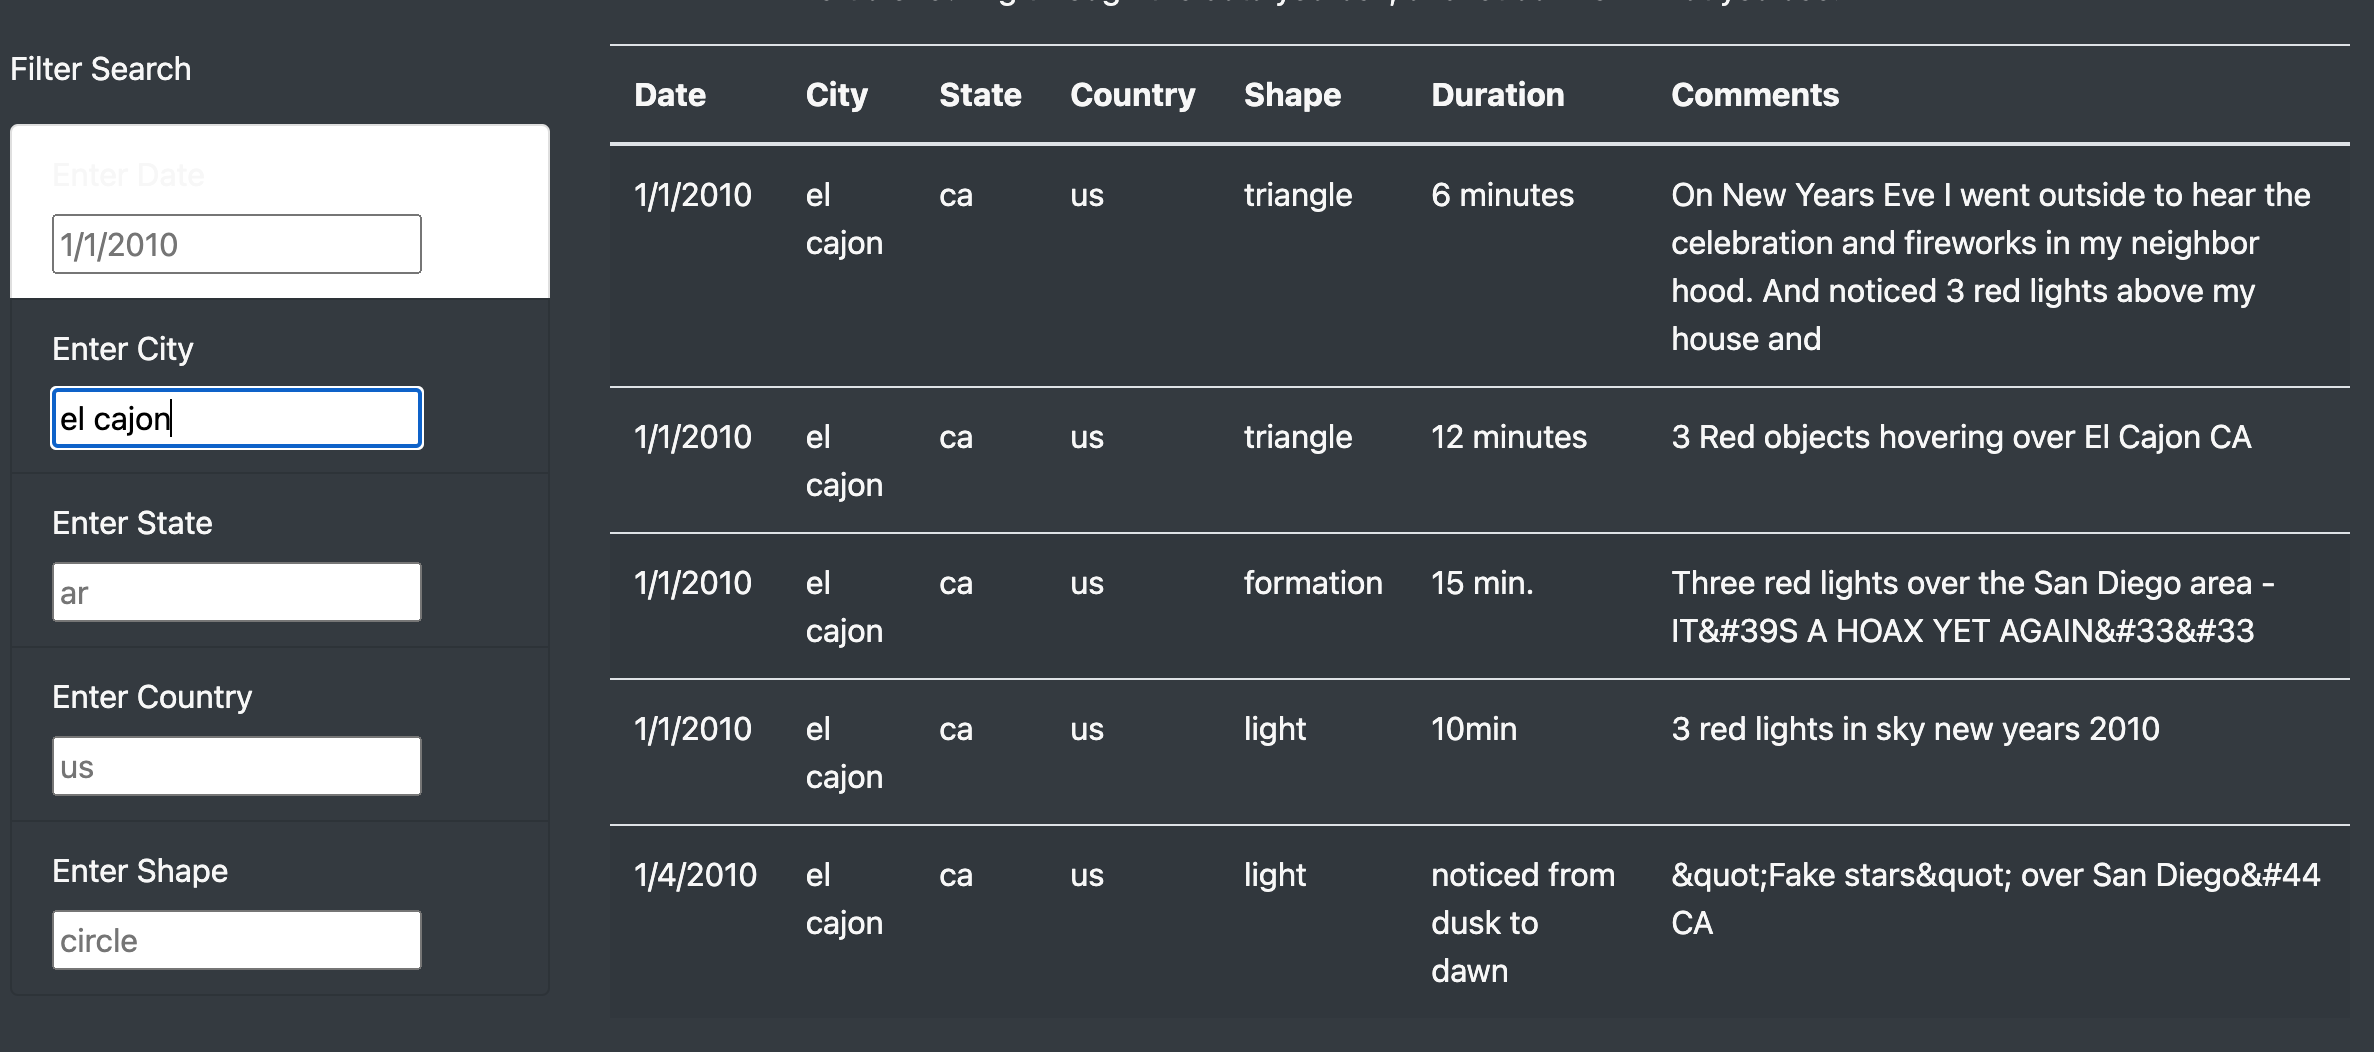 Filter Search
Enter Date
1/1/2010
Enter City
el cajon
Enter State
ar
Enter Country
us
Enter Shape
circle
Date City State Country Shape Duration Comments
1/1/2010 el ca us triangle 6 minutes On New Years Eve I went outside to hear the
cajon celebration and fireworks in my neighbor
hood. And noticed 3 red lights above my
house and
1/1/2010 el ca us triangle 12 minutes 3 Red objects hovering over El Cajon CA
cajon
1/1/2010 el ca us formation 15 min. Three red lights over the San Diego area -
cajon IT&#39S A HOAX YET AGAIN&#33&#33
1/1/2010 el ca us light 10min 3 red lights in sky new years 2010
cajon
1/4/2010 el ca us light noticed from &quot;Fake stars&quot; over San Diego&#44
cajon dusk to CA
dawn